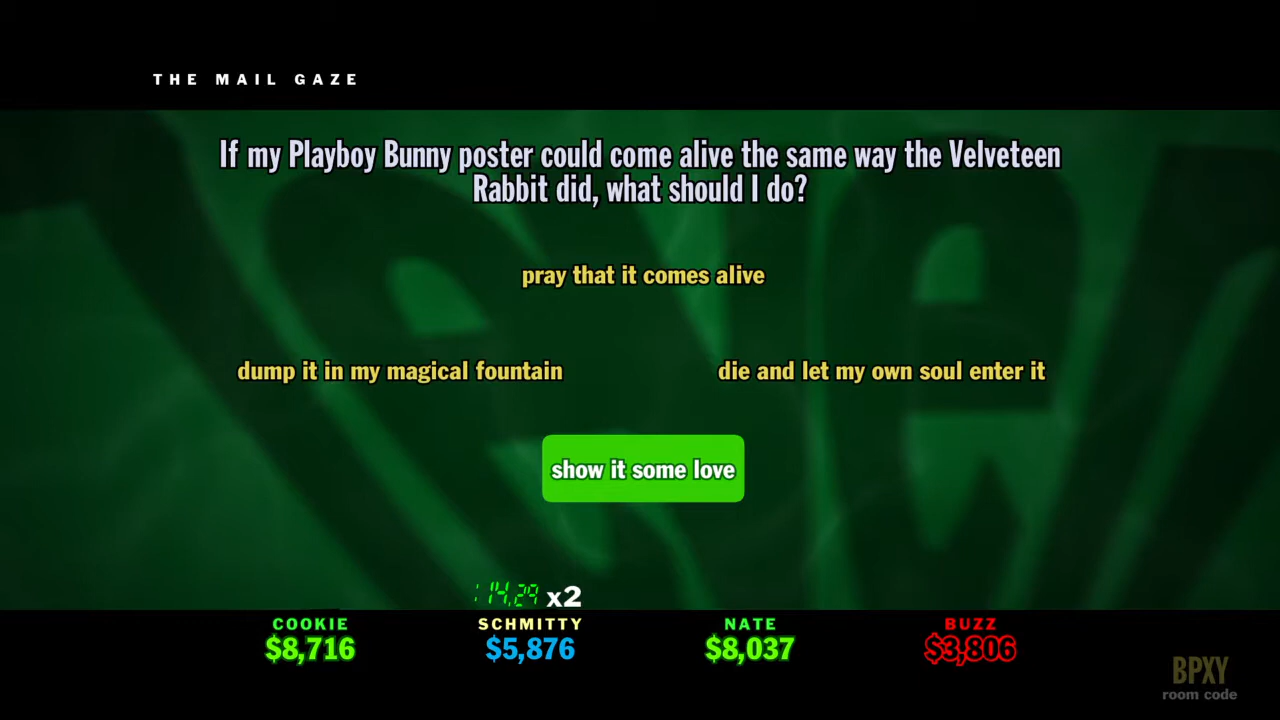 THE MAIL GAZE
If my Playboy Bunny poster could come alive the same way the Velveteen
Rabbit did, what should I do?
pray that it comes alive
dump it in my magical fountain
die and let my own soul enter it
show it some love
:14.29 x2
COOKIE
$8,716
SCHMITTY
$5,876
NATE
$8,037
BUZZ
$3,806
BPXY
room code